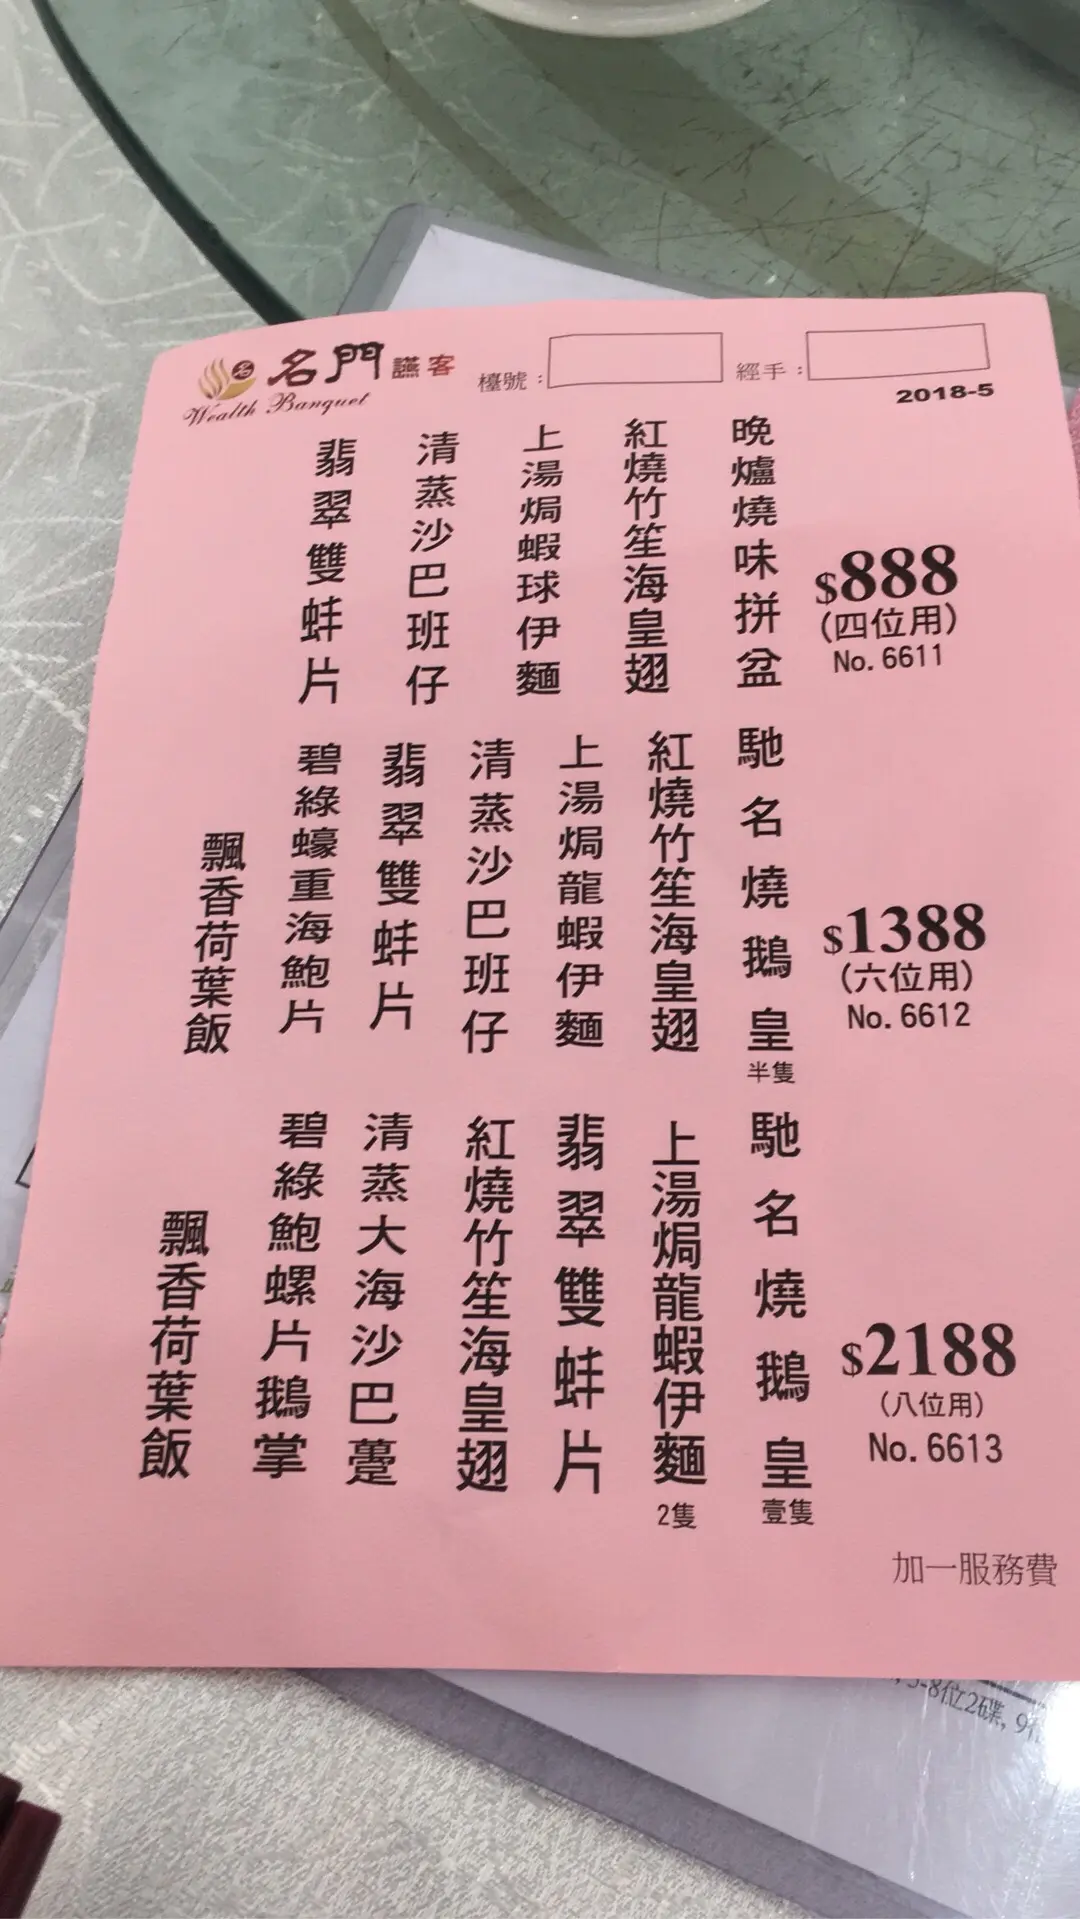 名 名門讌客
Wealth Banquet
檯號：
經手：
2018-5
$888
(四位用)
No. 6611
晚爐燒味拼盆
紅燒竹笙海皇翅
上湯焗蝦球伊麵
清蒸沙巴班仔
翡翠雙蚌片
$1388
(六位用)
No. 6612
馳名燒鵝皇半隻
紅燒竹笙海皇翅
上湯焗龍蝦伊麵
清蒸沙巴班仔
翡翠雙蚌片
碧綠蠔重海鮑片
飄香荷葉飯
$2188
(八位用)
No. 6613
馳名燒鵝皇壹隻
上湯焗龍蝦伊麵2隻
翡翠雙蚌片
紅燒竹笙海皇翅
清蒸大海沙巴躉
碧綠鮑螺片鵝掌
飄香荷葉飯
加一服務費
-8位2碟, 9